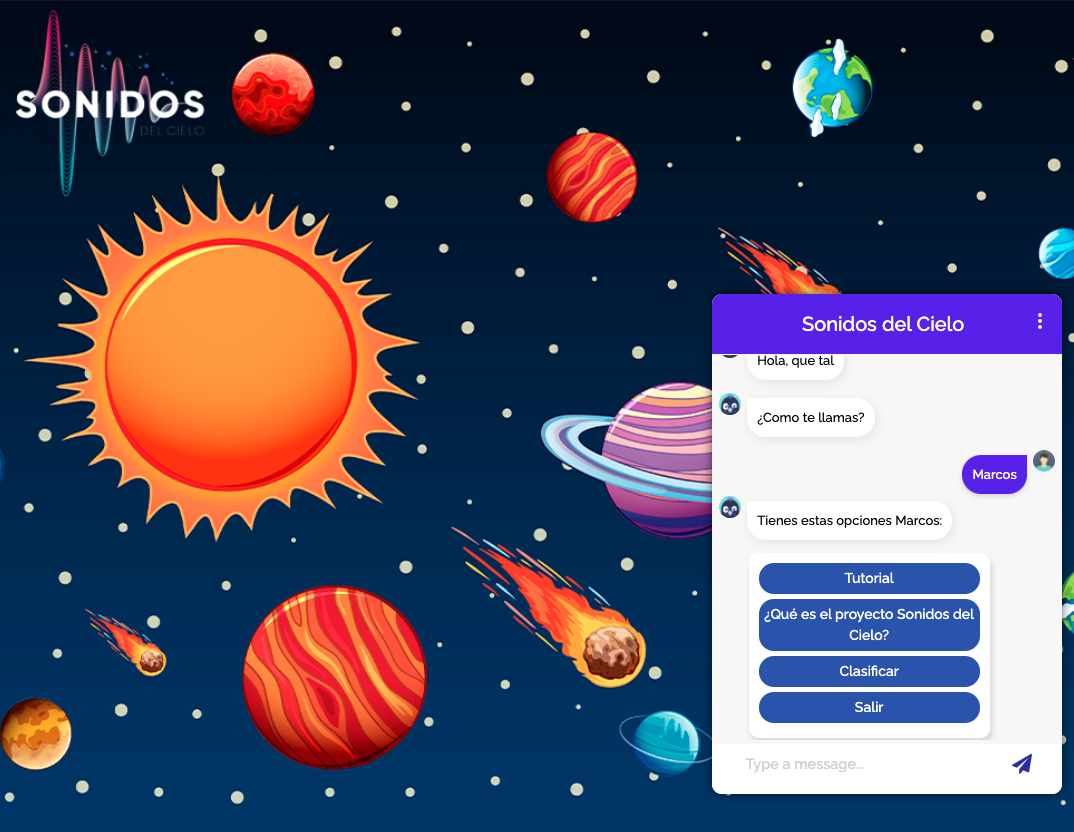 SONIDOS
DEL CIELO
Sonidos del Cielo
Hola, que tal
¿Como te llamas?
Marcos
Tienes estas opciones Marcos:
Tutorial
¿Qué es el proyecto Sonidos del
Cielo?
Clasificar
Salir
Type a message...